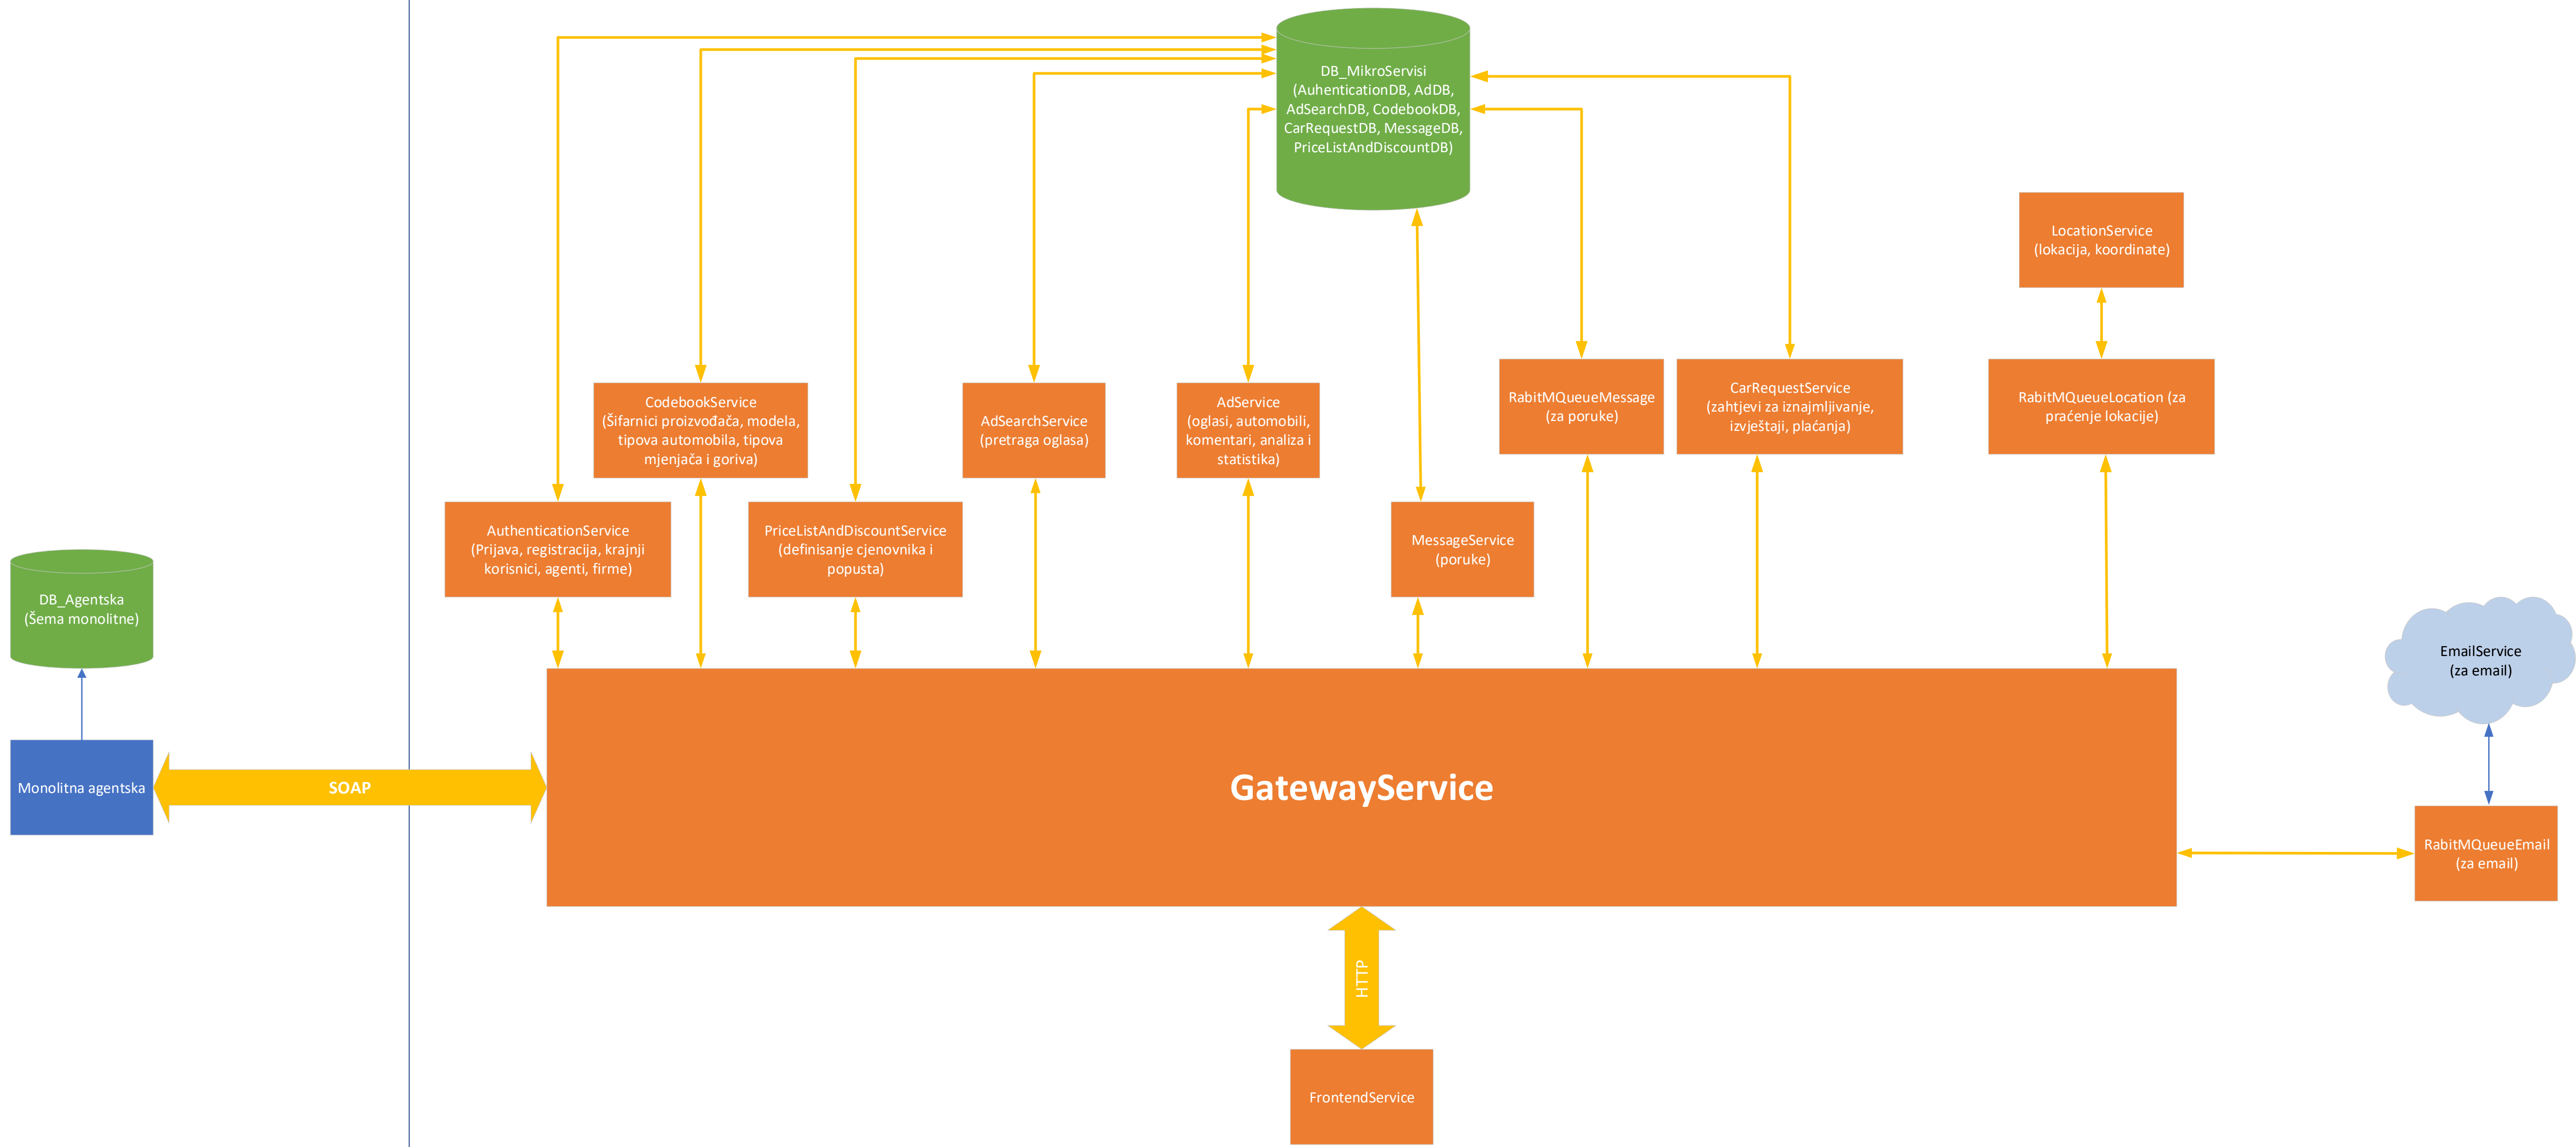 DB_MikroServisi
(AuhenticationDB, AdDB,
AdSearchDB, CodebookDB,
CarRequestDB, MessageDB,
PriceListAndDiscountDB)
LocationService
(lokacija, koordinate)
CodebookService
(Šifarnici proizvođača, modela,
tipova automobila, tipova
mjenjača i goriva)
AdSearchService
(pretraga oglasa)
AdService
(oglasi, automobili,
komentari, analiza i
statistika)
RabitMQueueMessage
(za poruke)
CarRequestService
(zahtjevi za iznajmljivanje,
izvještaji, plaćanja)
RabitMQueueLocation (za
praćenje lokacije)
AuthenticationService
(Prijava, registracija, krajnji
korisnici, agenti, firme)
PriceListAndDiscountService
(definisanje cjenovnika i
popusta)
MessageService
(poruke)
DB_Agentska
(Šema monolitne)
EmailService
(za email)
Monolitna agentska
SOAP
GatewayService
RabitMQueueEmail
(za email)
HTTP
FrontendService